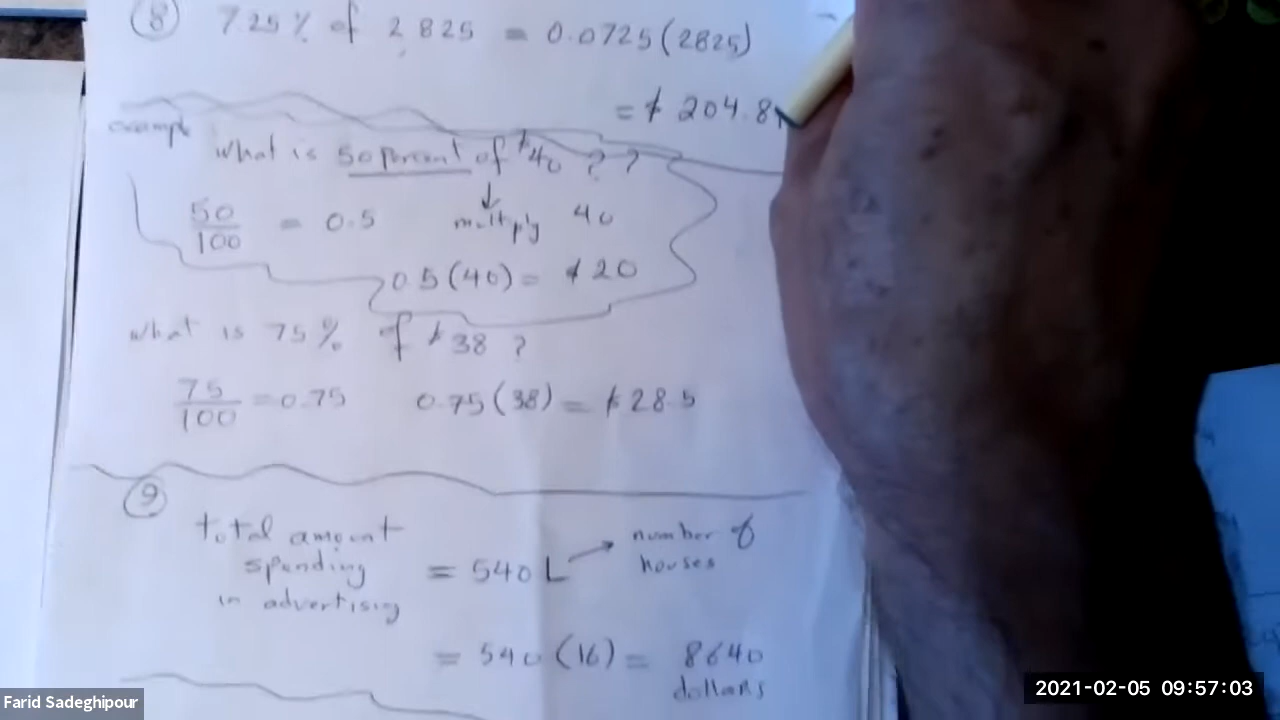 8 7.25% of 2825 = 0.0725(2825)
= $ 204.8
example
What is 50 Percent of $40 ? ?
50/100 = 0.5 multiply 40
0.5(40) = $20
What is 75% of $38 ?
75/100 = 0.75 0.75(38) = $28.5
9
total amount
spending
in advertising
= 540 L → number of
houses
= 540(16) = 8640
dollars
Farid Sadeghipour
2021-02-05 09:57:03